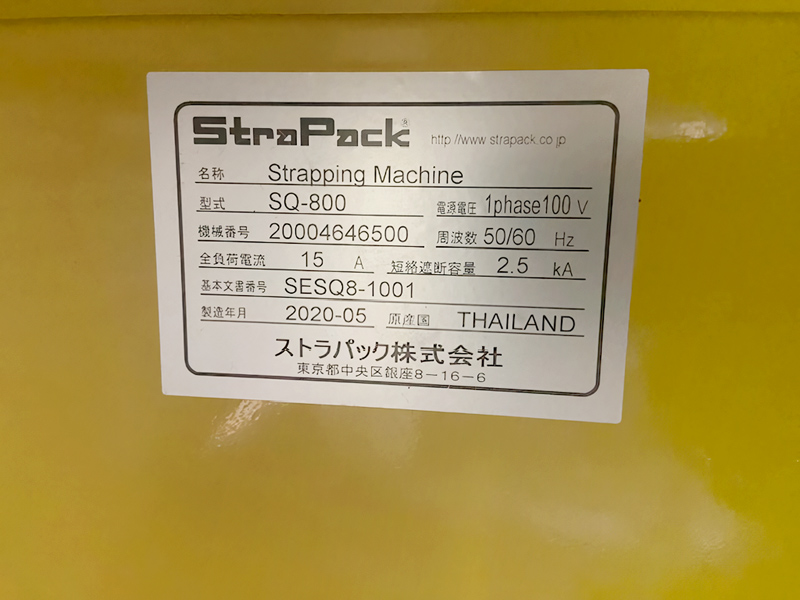 StraPack® http://www.strapack.co.jp
名称 Strapping Machine
型式 SQ-800 電源電圧 1phase100 V
機械番号 20004646500 周波数 50/60 Hz
全負荷電流 15 A 短絡遮断容量 2.5 kA
基本文書番号 SESQ8-1001
製造年月 2020-05 原産国 THAILAND
ストラパック株式会社
東京都中央区銀座8-16-6